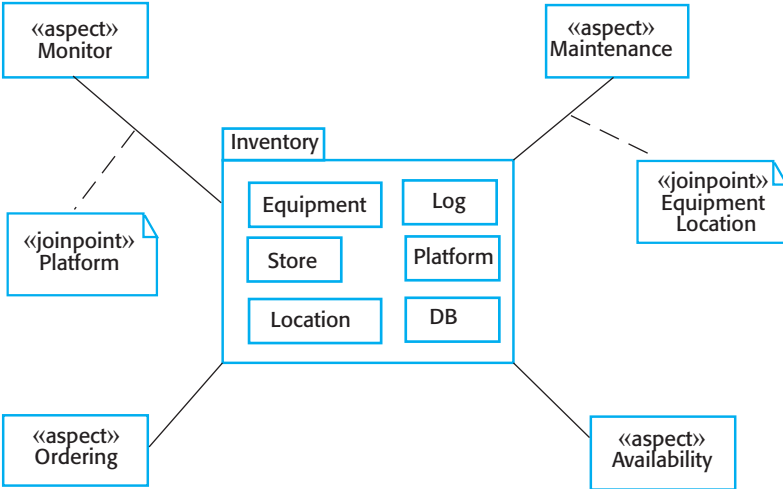 «aspect»
Monitor
«aspect»
Maintenance
Inventory
Equipment
Log
«joinpoint»
Equipment
Location
«joinpoint»
Platform
Store
Platform
Location
DB
«aspect»
Ordering
«aspect»
Availability